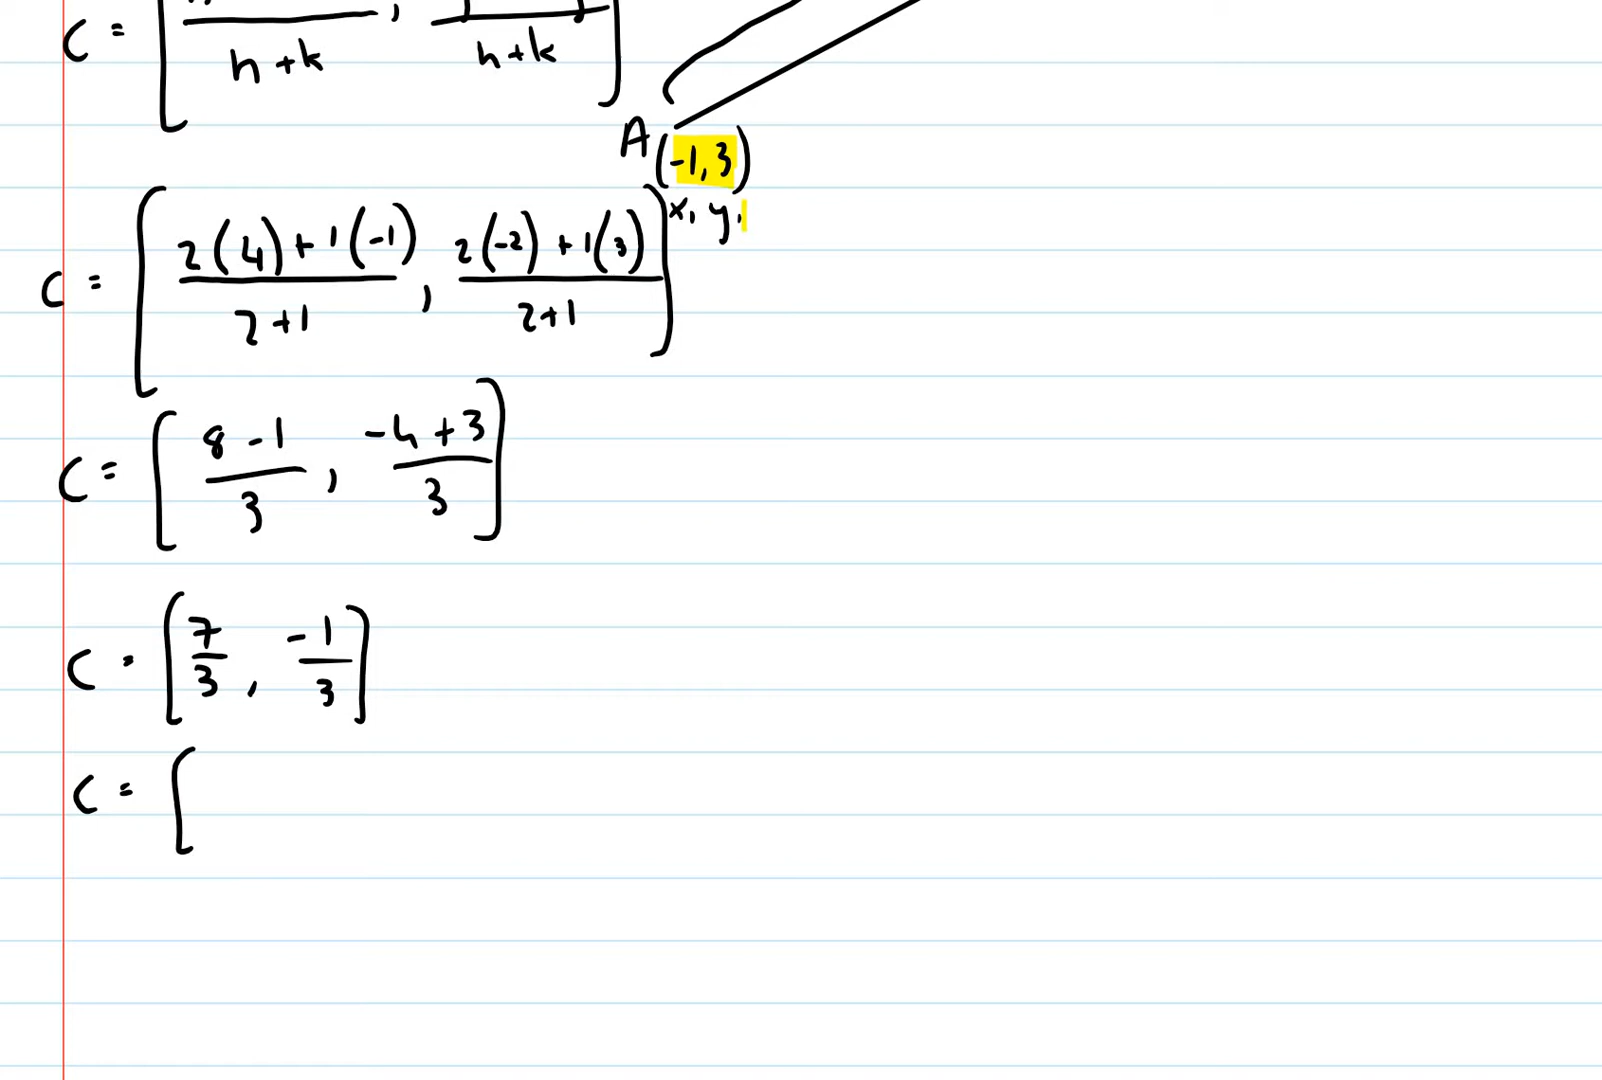 C =
h+k , h+k
A (-1, 3)
x₁ y₁
C = [ 2(4)+1(-1) / 2+1 , 2(-2)+1(3) / 2+1 ]
C = [ 8-1 / 3 , -4+3 / 3 ]
C = [ 7/3 , -1/3 ]
C = [